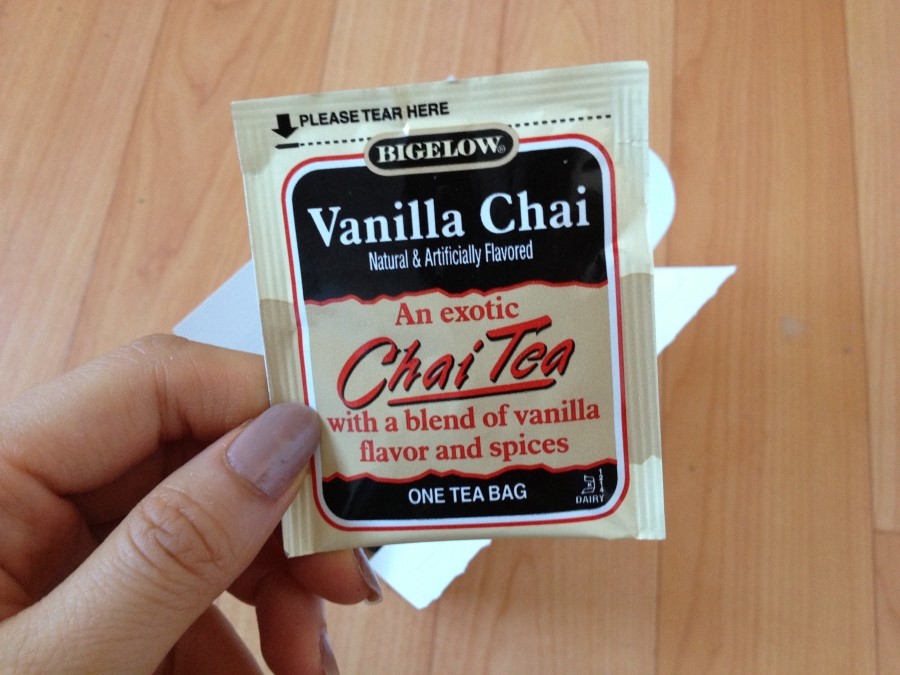 PLEASE TEAR HERE
BIGELOW®
Vanilla Chai
Natural & Artificially Flavored
An exotic
Chai Tea
with a blend of vanilla
flavor and spices
ONE TEA BAG
DAIRY